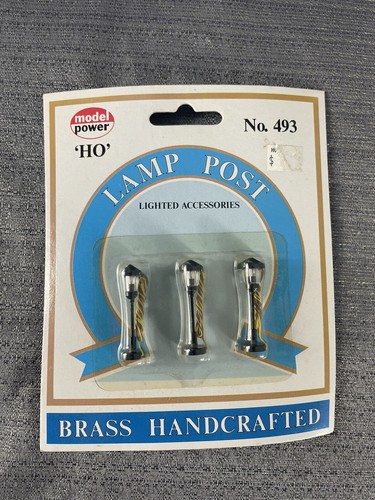 model
power
'HO'
No. 493
LAMP POST
LIGHTED ACCESSORIES
BRASS HANDCRAFTED